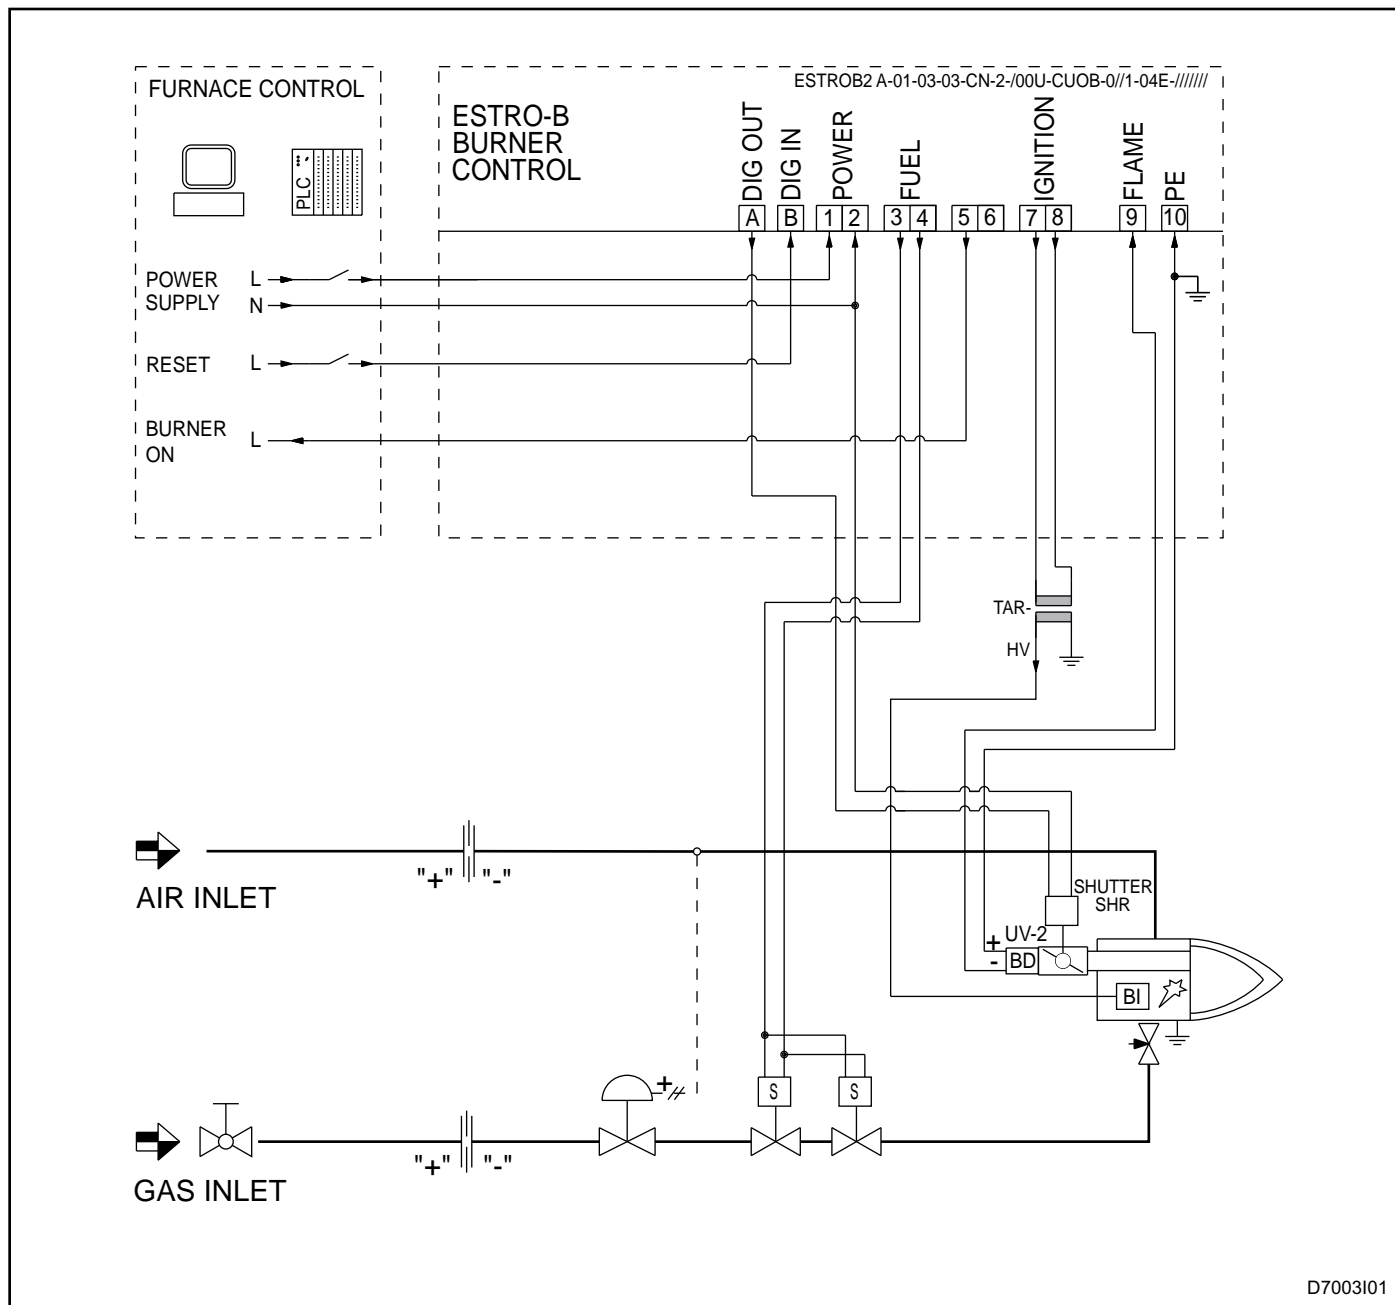 FURNACE CONTROL
PLC
ESTROB2 A-01-03-03-CN-2-/00U-CUOB-0//1-04E-///////
ESTRO-B
BURNER
CONTROL
DIG OUT
DIG IN
POWER
FUEL
IGNITION
FLAME
PE
A B 1 2 3 4 5 6 7 8 9 10
POWER L
SUPPLY N
RESET L
BURNER L
ON
TAR-
HV
"+" "-"
AIR INLET
SHUTTER
SHR
UV-2
+
-
BD
BI
+
S S
"+" "-"
GAS INLET
D7003I01